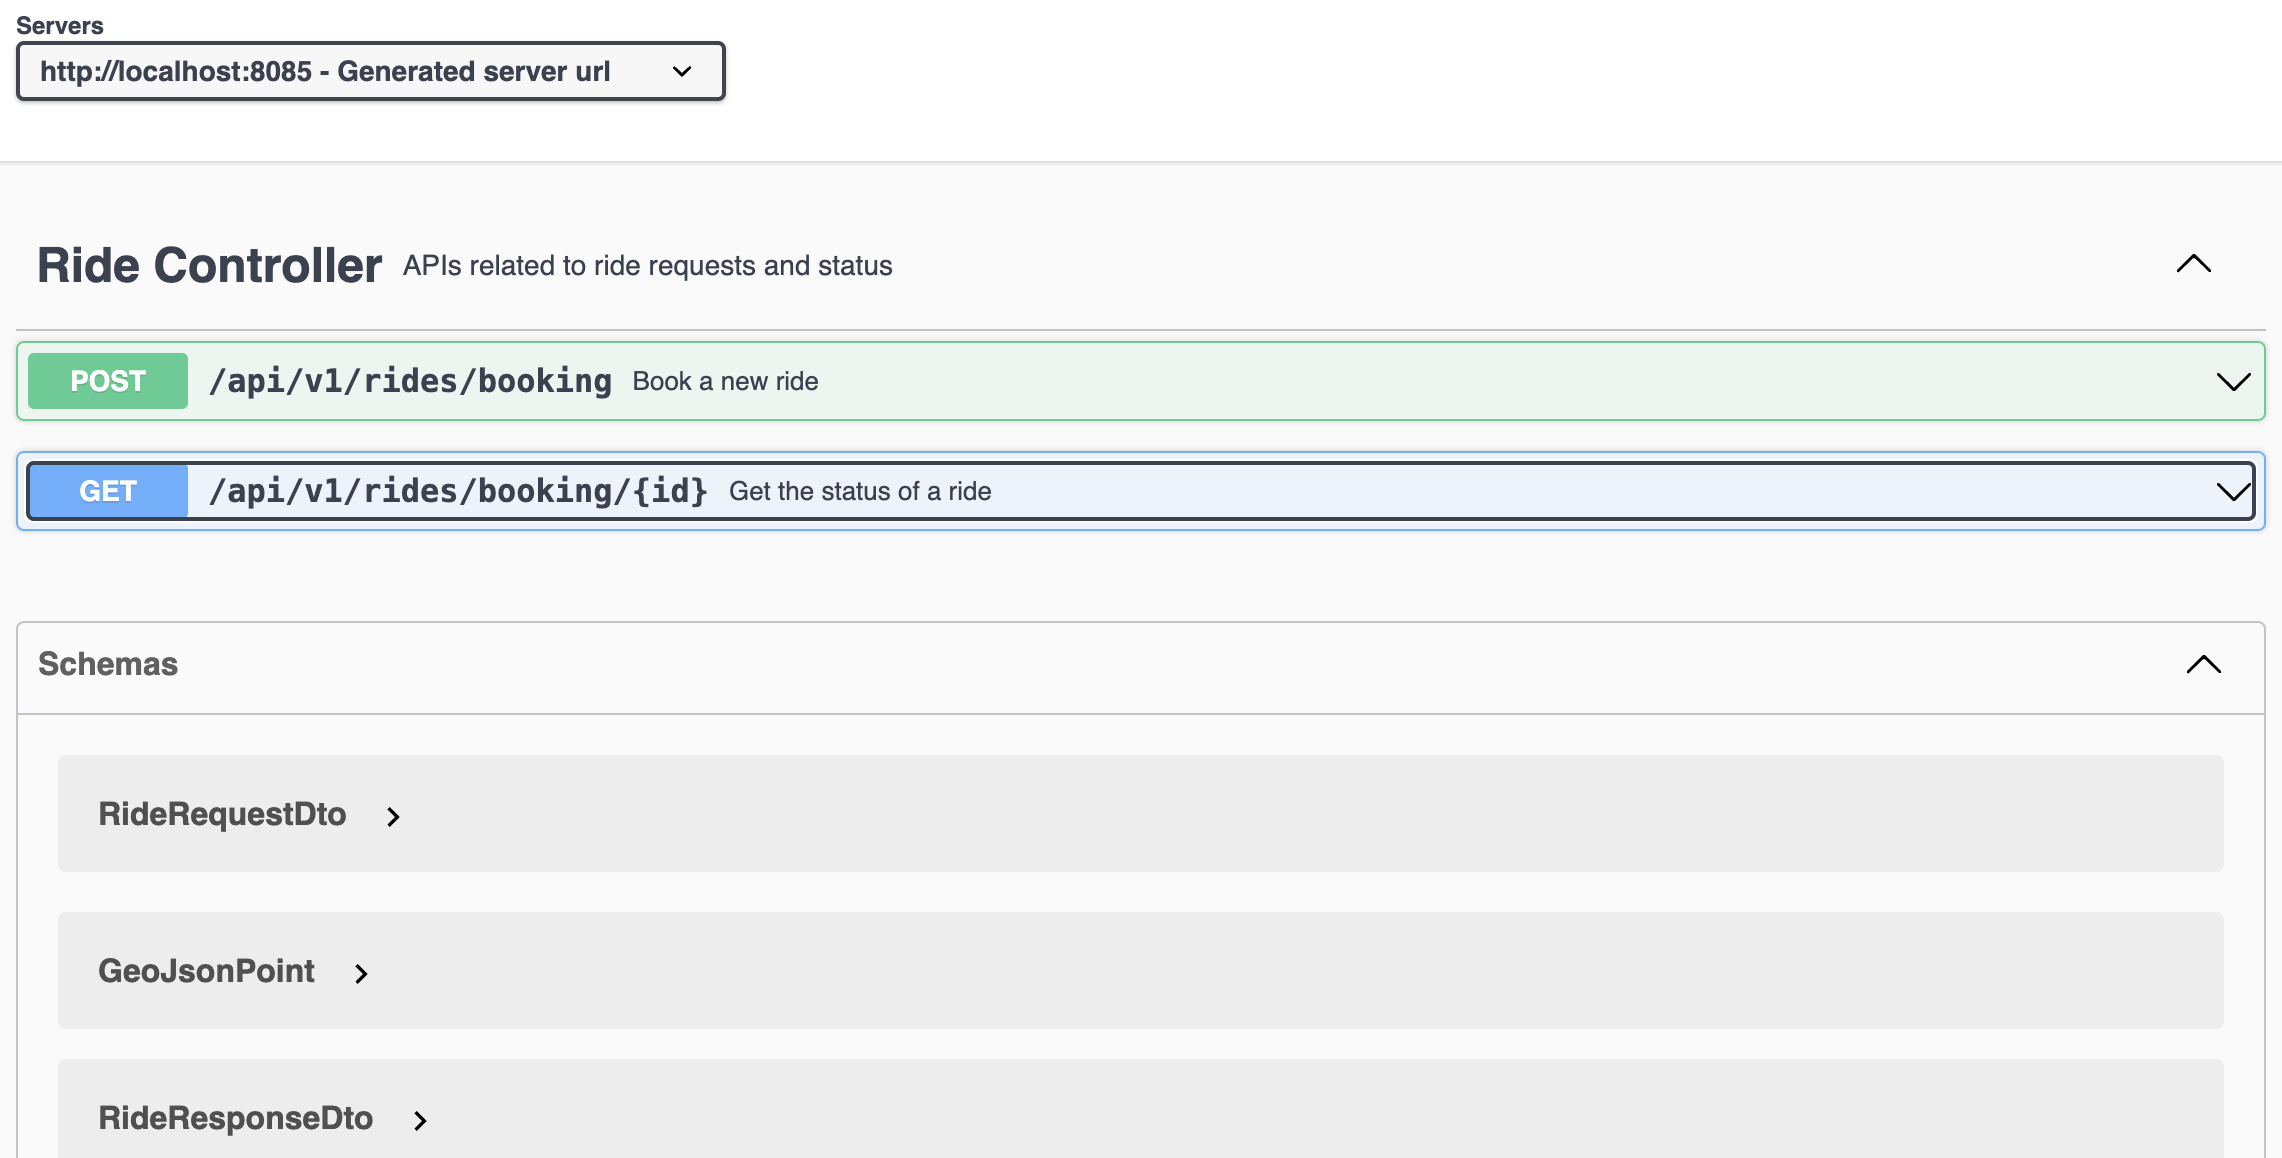 Servers
http://localhost:8085 - Generated server url
Ride Controller APIs related to ride requests and status
POST /api/v1/rides/booking Book a new ride
GET /api/v1/rides/booking/{id} Get the status of a ride
Schemas
RideRequestDto
GeoJsonPoint
RideResponseDto